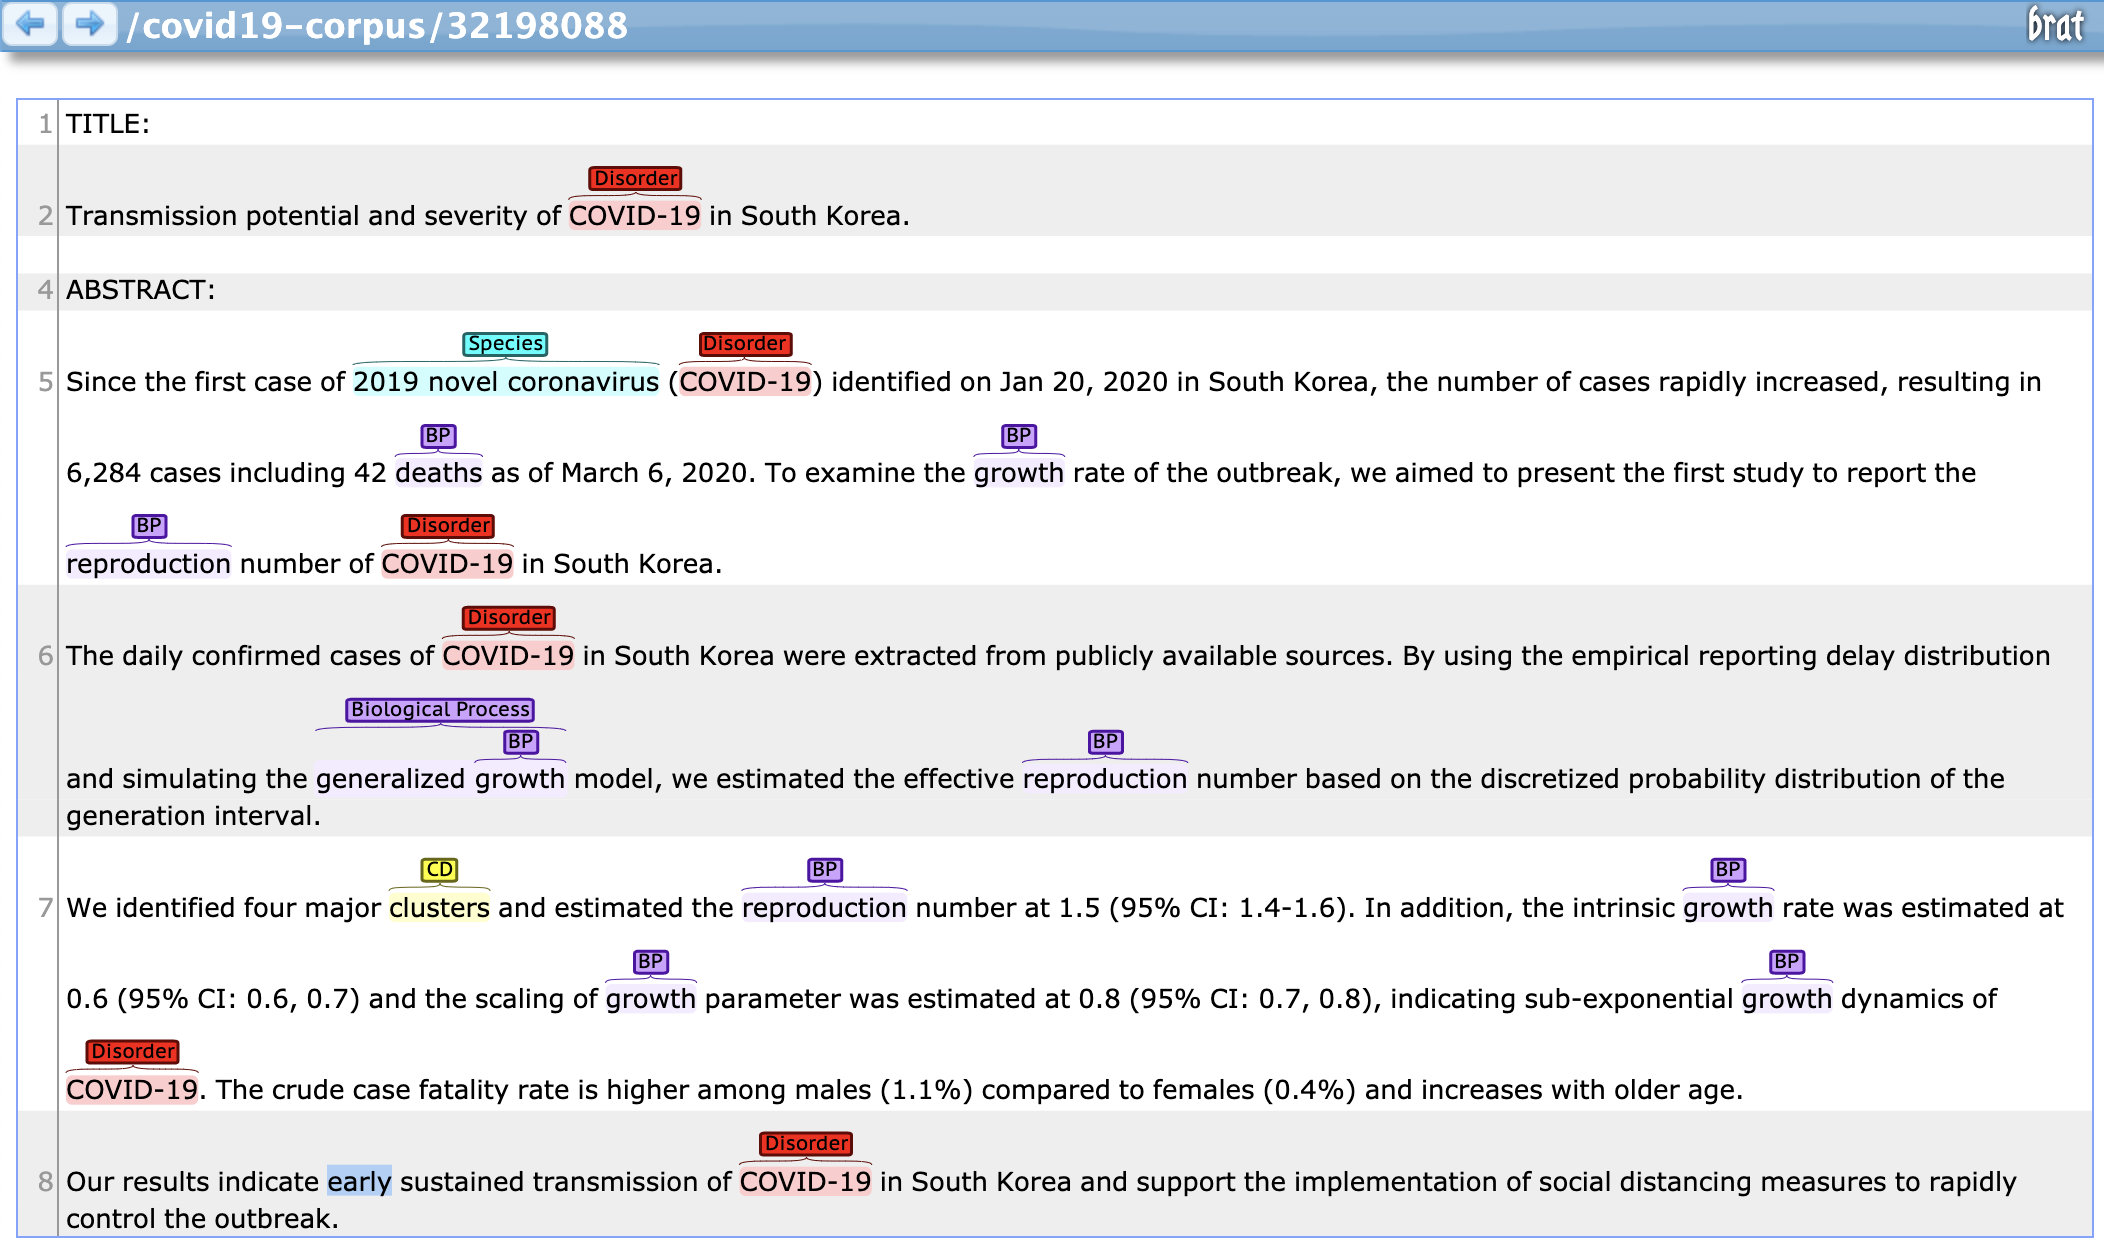 /covid19-corpus/32198088
brat
1 TITLE:
Disorder
2 Transmission potential and severity of COVID-19 in South Korea.
4 ABSTRACT:
Species Disorder
5 Since the first case of 2019 novel coronavirus (COVID-19) identified on Jan 20, 2020 in South Korea, the number of cases rapidly increased, resulting in
BP BP
6,284 cases including 42 deaths as of March 6, 2020. To examine the growth rate of the outbreak, we aimed to present the first study to report the
BP Disorder
reproduction number of COVID-19 in South Korea.
Disorder
6 The daily confirmed cases of COVID-19 in South Korea were extracted from publicly available sources. By using the empirical reporting delay distribution
Biological Process
BP BP
and simulating the generalized growth model, we estimated the effective reproduction number based on the discretized probability distribution of the
generation interval.
CD BP BP
7 We identified four major clusters and estimated the reproduction number at 1.5 (95% CI: 1.4-1.6). In addition, the intrinsic growth rate was estimated at
BP BP
0.6 (95% CI: 0.6, 0.7) and the scaling of growth parameter was estimated at 0.8 (95% CI: 0.7, 0.8), indicating sub-exponential growth dynamics of
Disorder
COVID-19. The crude case fatality rate is higher among males (1.1%) compared to females (0.4%) and increases with older age.
Disorder
8 Our results indicate early sustained transmission of COVID-19 in South Korea and support the implementation of social distancing measures to rapidly
control the outbreak.